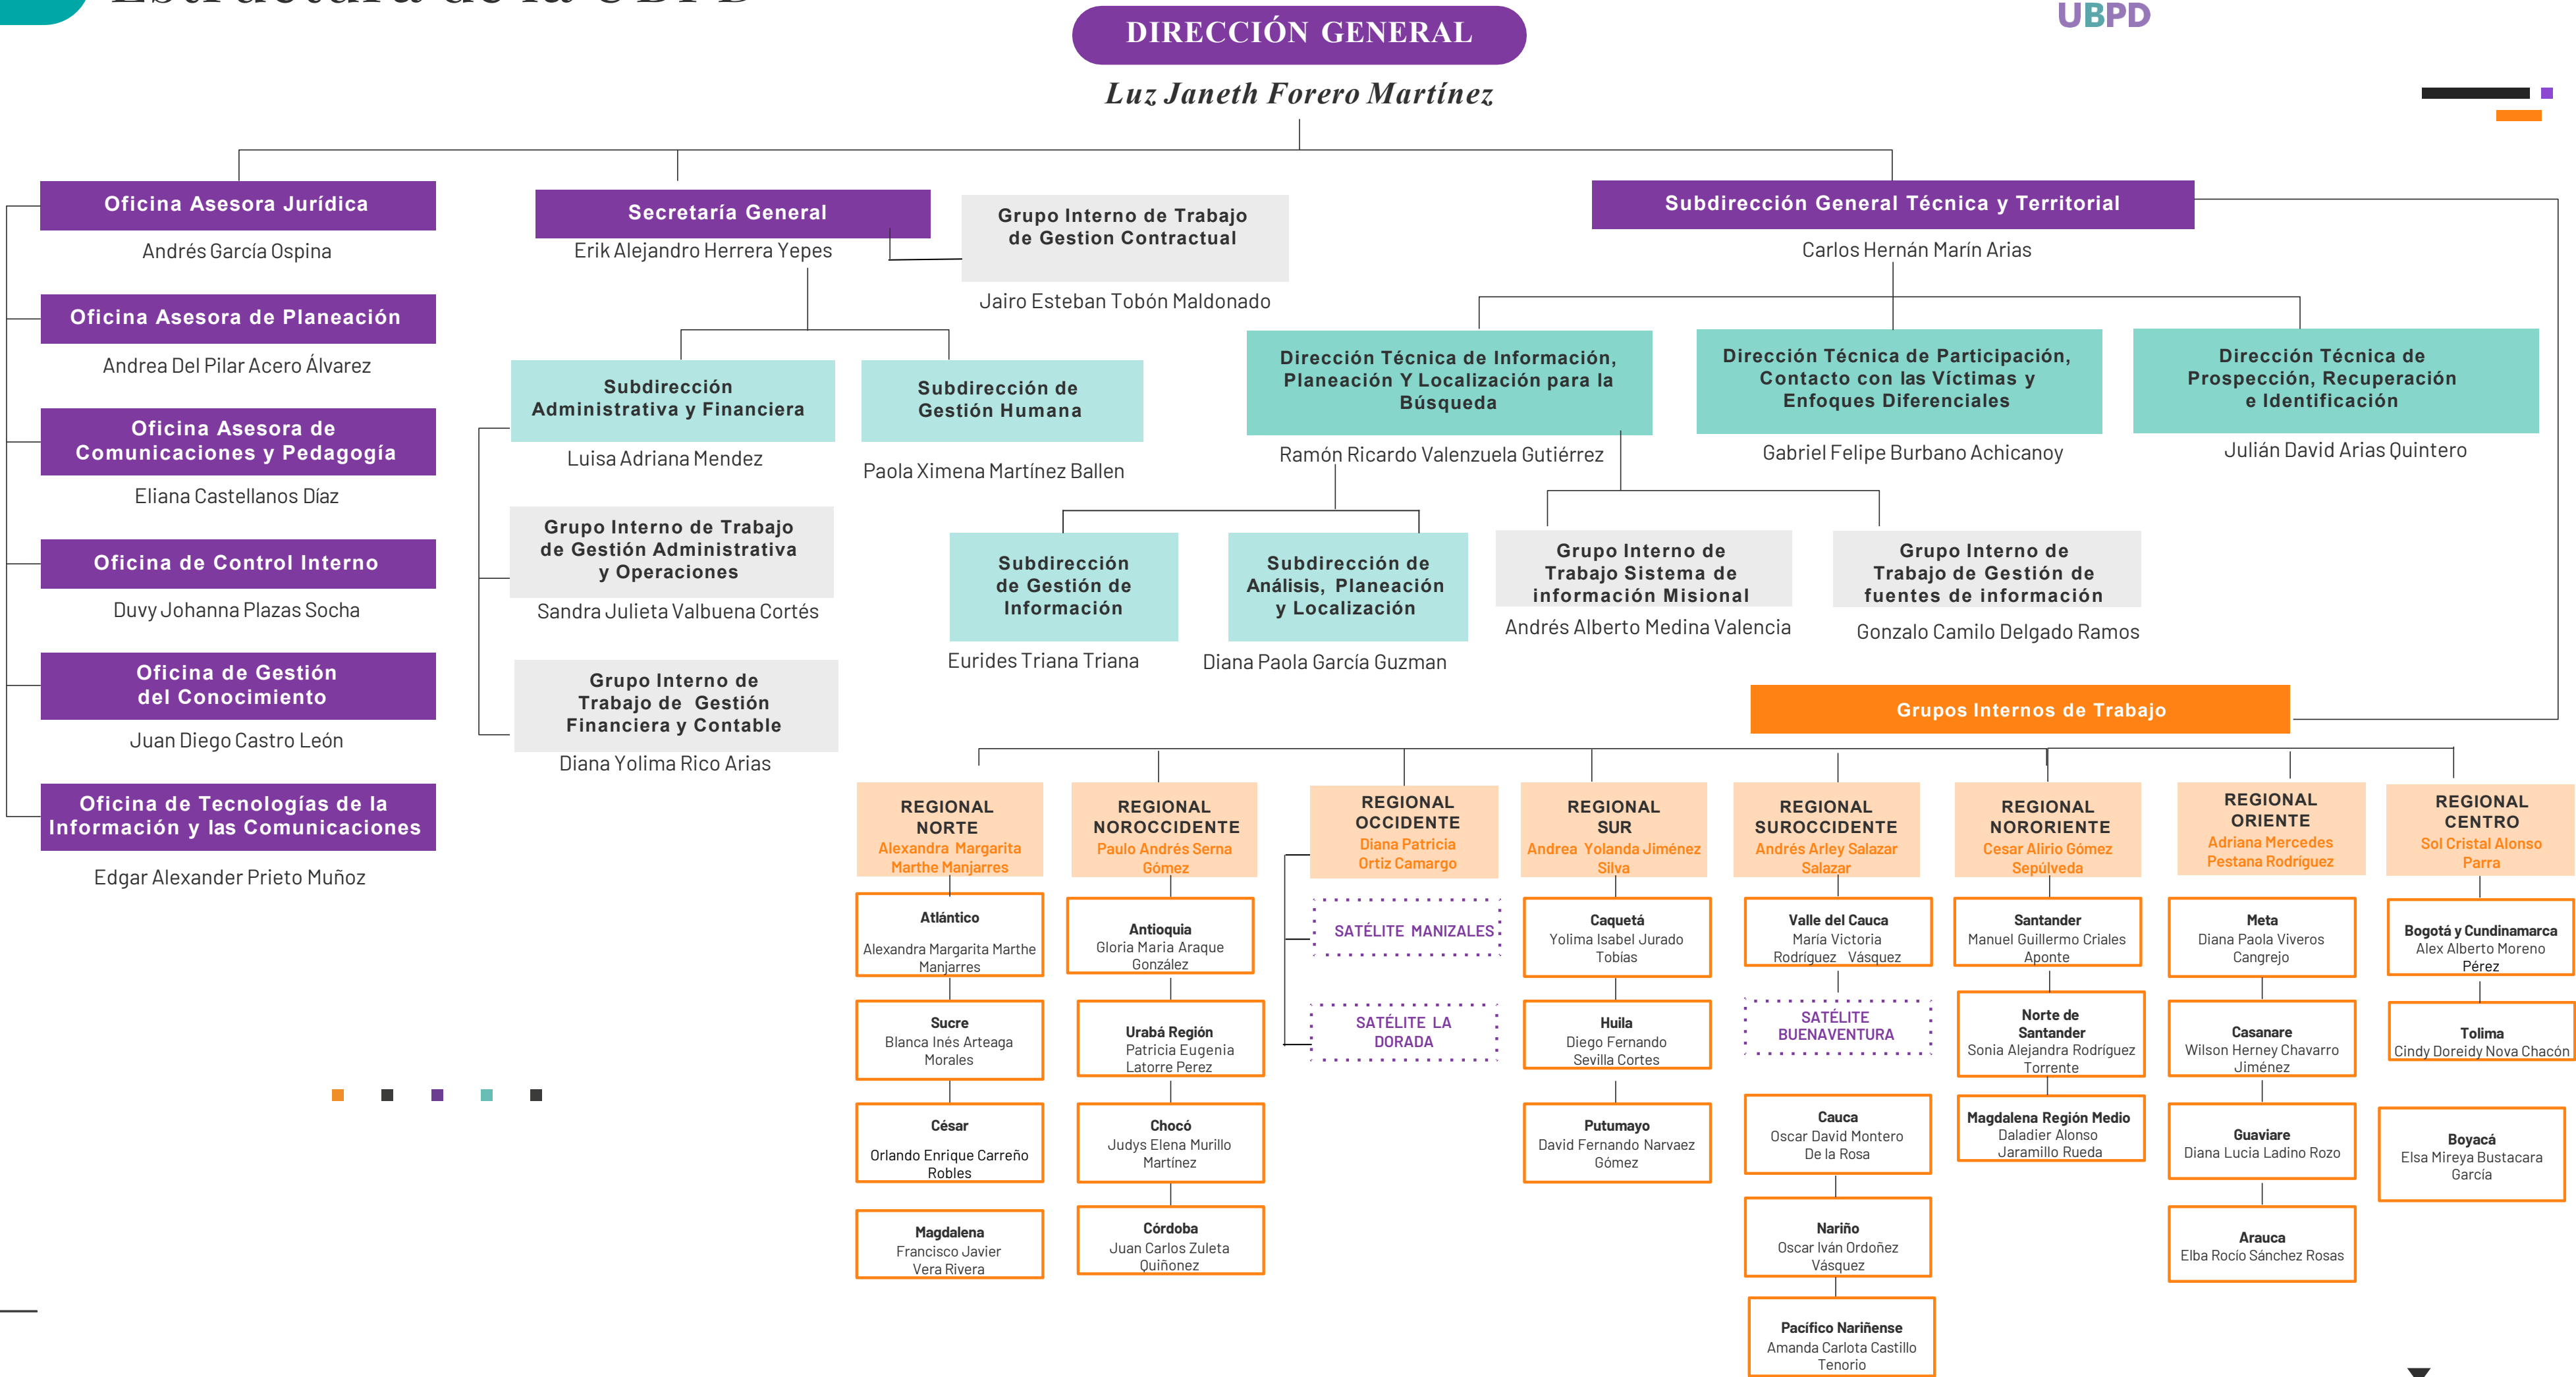 Estructura de la UBPD
UBPD
DIRECCIÓN GENERAL
Luz Janeth Forero Martínez
Oficina Asesora Jurídica
Andrés García Ospina
Oficina Asesora de Planeación
Andrea Del Pilar Acero Álvarez
Oficina Asesora de
Comunicaciones y Pedagogía
Eliana Castellanos Díaz
Oficina de Control Interno
Duvy Johanna Plazas Socha
Oficina de Gestión
del Conocimiento
Juan Diego Castro León
Oficina de Tecnologías de la
Información y las Comunicaciones
Edgar Alexander Prieto Muñoz
Secretaría General
Erik Alejandro Herrera Yepes
Grupo Interno de Trabajo
de Gestion Contractual
Jairo Esteban Tobón Maldonado
Subdirección
Administrativa y Financiera
Luisa Adriana Mendez
Subdirección de
Gestión Humana
Paola Ximena Martínez Ballen
Grupo Interno de Trabajo
de Gestión Administrativa
y Operaciones
Sandra Julieta Valbuena Cortés
Grupo Interno de
Trabajo de Gestión
Financiera y Contable
Diana Yolima Rico Arias
Subdirección General Técnica y Territorial
Carlos Hernán Marín Arias
Dirección Técnica de Información,
Planeación Y Localización para la
Búsqueda
Ramón Ricardo Valenzuela Gutiérrez
Dirección Técnica de Participación,
Contacto con las Víctimas y
Enfoques Diferenciales
Gabriel Felipe Burbano Achicanoy
Dirección Técnica de
Prospección, Recuperación
e Identificación
Julián David Arias Quintero
Subdirección
de Gestión de
Información
Eurides Triana Triana
Subdirección de
Análisis, Planeación
y Localización
Diana Paola García Guzman
Grupo Interno de
Trabajo Sistema de
información Misional
Andrés Alberto Medina Valencia
Grupo Interno de
Trabajo de Gestión de
fuentes de información
Gonzalo Camilo Delgado Ramos
Grupos Internos de Trabajo
REGIONAL
NORTE
Alexandra Margarita
Marthe Manjarres
Atlántico
Alexandra Margarita Marthe
Manjarres
Sucre
Blanca Inés Arteaga
Morales
César
Orlando Enrique Carreño
Robles
Magdalena
Francisco Javier
Vera Rivera
REGIONAL
NOROCCIDENTE
Paulo Andrés Serna
Gómez
Antioquia
Gloria Maria Araque
González
Urabá Región
Patricia Eugenia
Latorre Perez
Chocó
Judys Elena Murillo
Martínez
Córdoba
Juan Carlos Zuleta
Quiñonez
REGIONAL
OCCIDENTE
Diana Patricia
Ortiz Camargo
SATÉLITE MANIZALES
SATÉLITE LA
DORADA
REGIONAL
SUR
Andrea Yolanda Jiménez
Silva
Caquetá
Yolima Isabel Jurado
Tobías
Huila
Diego Fernando
Sevilla Cortes
Putumayo
David Fernando Narvaez
Gómez
REGIONAL
SUROCCIDENTE
Andrés Arley Salazar
Salazar
Valle del Cauca
María Victoria
Rodríguez Vásquez
SATÉLITE
BUENAVENTURA
Cauca
Oscar David Montero
De la Rosa
Nariño
Oscar Iván Ordoñez
Vásquez
Pacífico Nariñense
Amanda Carlota Castillo
Tenorio
REGIONAL
NORORIENTE
Cesar Alirio Gómez
Sepúlveda
Santander
Manuel Guillermo Criales
Aponte
Norte de
Santander
Sonia Alejandra Rodríguez
Torrente
Magdalena Región Medio
Daladier Alonso
Jaramillo Rueda
REGIONAL
ORIENTE
Adriana Mercedes
Pestana Rodríguez
Meta
Diana Paola Viveros
Cangrejo
Casanare
Wilson Herney Chavarro
Jiménez
Guaviare
Diana Lucia Ladino Rozo
Arauca
Elba Rocío Sánchez Rosas
REGIONAL
CENTRO
Sol Cristal Alonso
Parra
Bogotá y Cundinamarca
Alex Alberto Moreno
Pérez
Tolima
Cindy Doreidy Nova Chacón
Boyacá
Elsa Mireya Bustacara
García